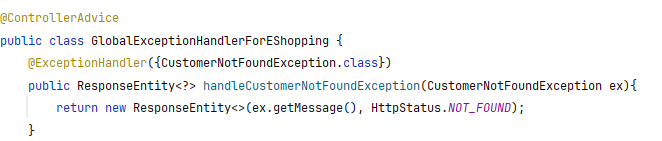 @ControllerAdvice
public class GlobalExceptionHandlerForEShopping {
    @ExceptionHandler({CustomerNotFoundException.class})
    public ResponseEntity<?> handleCustomerNotFoundException(CustomerNotFoundException ex){
        return new ResponseEntity<>(ex.getMessage(), HttpStatus.NOT_FOUND);
    }